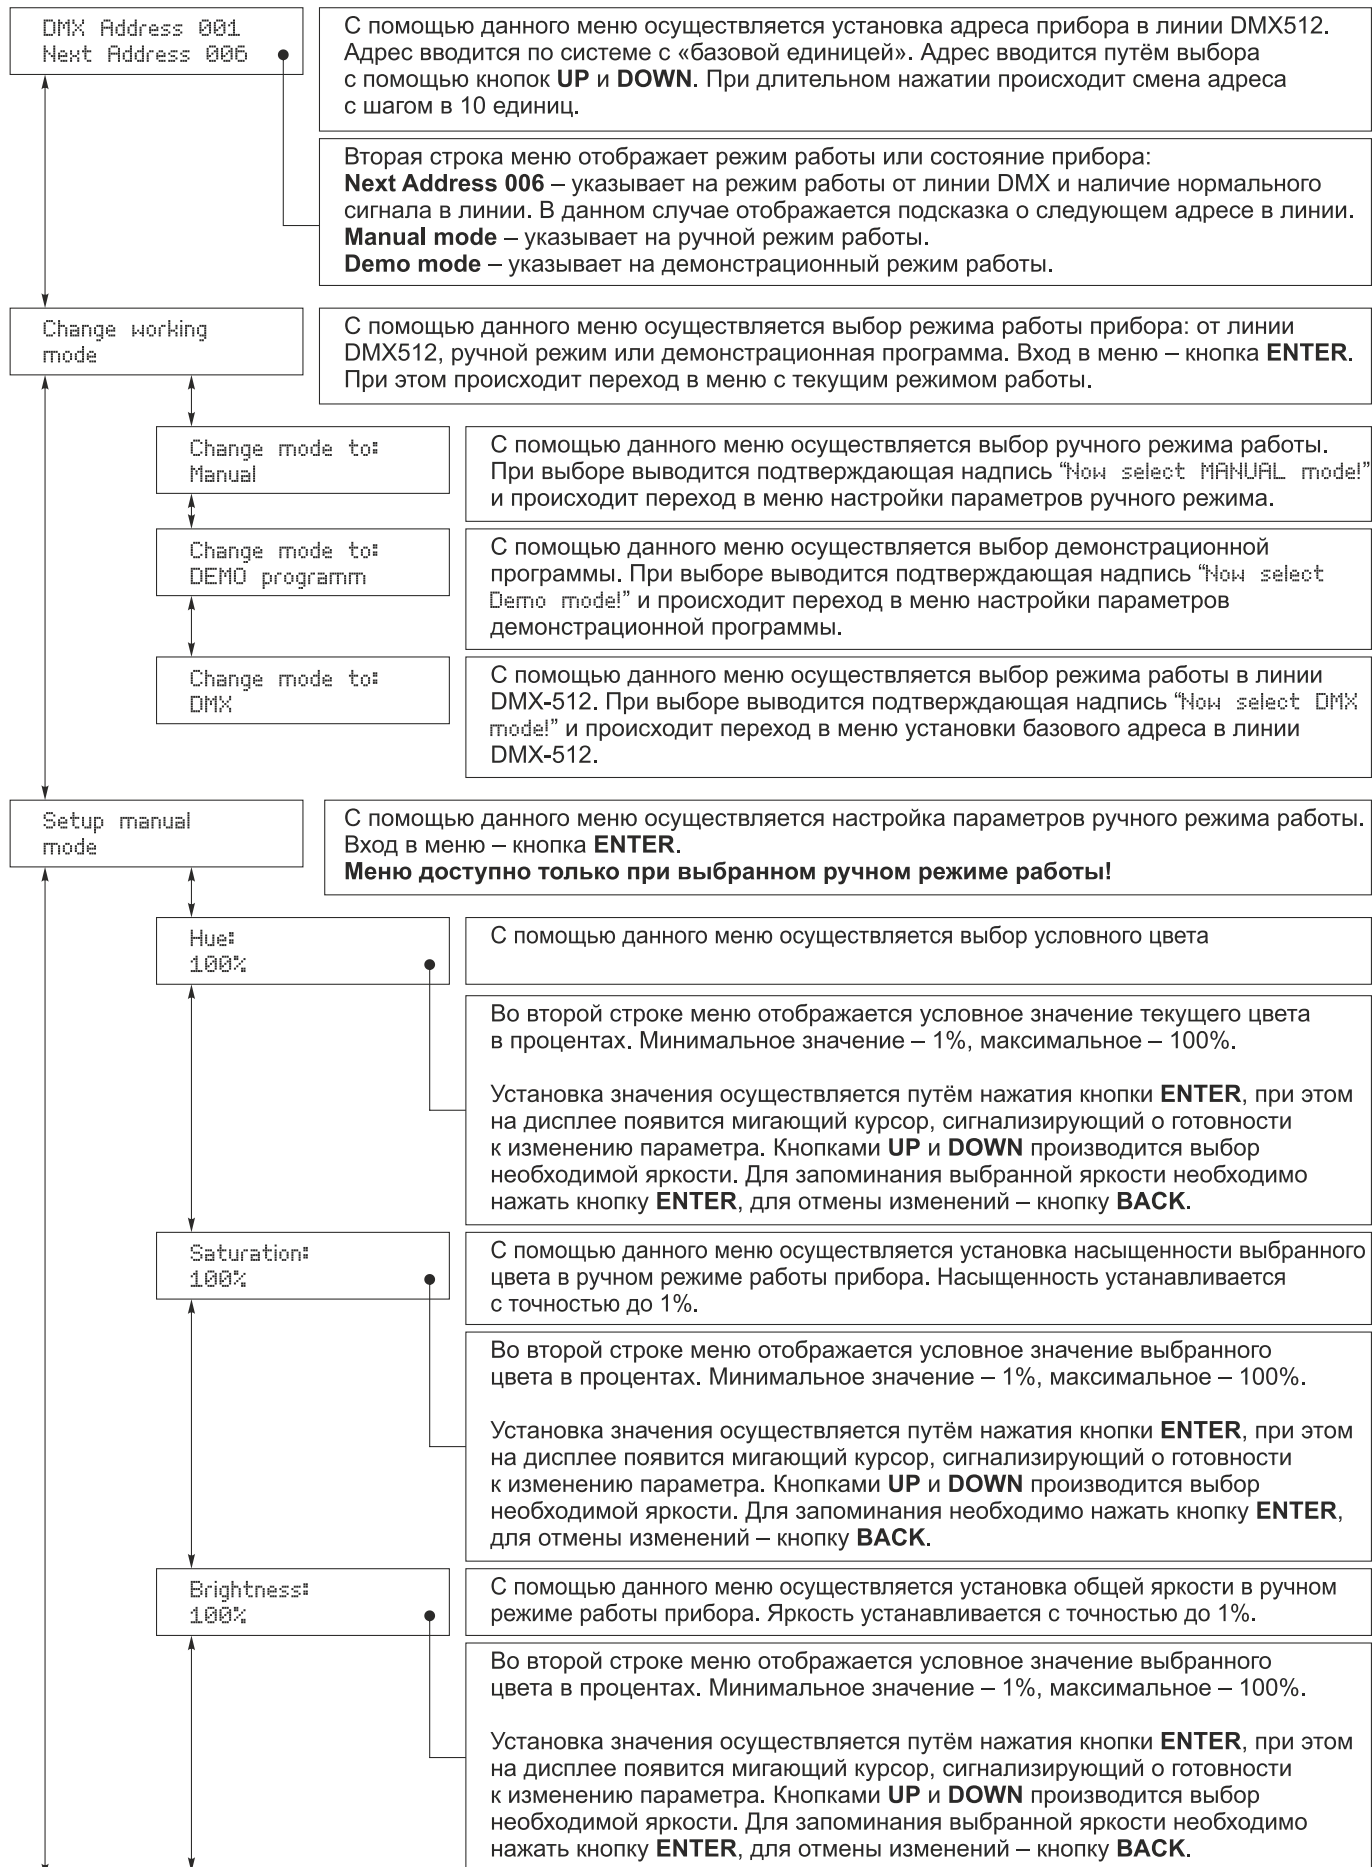 DMX Address 001
Next Address 006
С помощью данного меню осуществляется установка адреса прибора в линии DMX512.
Адрес вводится по системе с «базовой единицей». Адрес вводится путём выбора
с помощью кнопок UP и DOWN. При длительном нажатии происходит смена адреса
с шагом в 10 единиц.
Вторая строка меню отображает режим работы или состояние прибора:
Next Address 006 – указывает на режим работы от линии DMX и наличие нормального
сигнала в линии. В данном случае отображается подсказка о следующем адресе в линии.
Manual mode – указывает на ручной режим работы.
Demo mode – указывает на демонстрационный режим работы.
Change working
mode
С помощью данного меню осуществляется выбор режима работы прибора: от линии
DMX512, ручной режим или демонстрационная программа. Вход в меню – кнопка ENTER.
При этом происходит переход в меню с текущим режимом работы.
Change mode to:
Manual
С помощью данного меню осуществляется выбор ручного режима работы.
При выборе выводится подтверждающая надпись “Now select MANUAL mode!”
и происходит переход в меню настройки параметров ручного режима.
Change mode to:
DEMO programm
С помощью данного меню осуществляется выбор демонстрационной
программы. При выборе выводится подтверждающая надпись “Now select
Demo mode!” и происходит переход в меню настройки параметров
демонстрационной программы.
Change mode to:
DMX
С помощью данного меню осуществляется выбор режима работы в линии
DMX-512. При выборе выводится подтверждающая надпись “Now select DMX
mode!” и происходит переход в меню установки базового адреса в линии
DMX-512.
Setup manual
mode
С помощью данного меню осуществляется настройка параметров ручного режима работы.
Вход в меню – кнопка ENTER.
Меню доступно только при выбранном ручном режиме работы!
Hue:
100%
С помощью данного меню осуществляется выбор условного цвета
Во второй строке меню отображается условное значение текущего цвета
в процентах. Минимальное значение – 1%, максимальное – 100%.
Установка значения осуществляется путём нажатия кнопки ENTER, при этом
на дисплее появится мигающий курсор, сигнализирующий о готовности
к изменению параметра. Кнопками UP и DOWN производится выбор
необходимой яркости. Для запоминания выбранной яркости необходимо
нажать кнопку ENTER, для отмены изменений – кнопку BACK.
Saturation:
100%
С помощью данного меню осуществляется установка насыщенности выбранного
цвета в ручном режиме работы прибора. Насыщенность устанавливается
с точностью до 1%.
Во второй строке меню отображается условное значение выбранного
цвета в процентах. Минимальное значение – 1%, максимальное – 100%.
Установка значения осуществляется путём нажатия кнопки ENTER, при этом
на дисплее появится мигающий курсор, сигнализирующий о готовности
к изменению параметра. Кнопками UP и DOWN производится выбор
необходимой яркости. Для запоминания необходимо нажать кнопку ENTER,
для отмены изменений – кнопку BACK.
Brightness:
100%
С помощью данного меню осуществляется установка общей яркости в ручном
режиме работы прибора. Яркость устанавливается с точностью до 1%.
Во второй строке меню отображается условное значение выбранного
цвета в процентах. Минимальное значение – 1%, максимальное – 100%.
Установка значения осуществляется путём нажатия кнопки ENTER, при этом
на дисплее появится мигающий курсор, сигнализирующий о готовности
к изменению параметра. Кнопками UP и DOWN производится выбор
необходимой яркости. Для запоминания выбранной яркости необходимо
нажать кнопку ENTER, для отмены изменений – кнопку BACK.